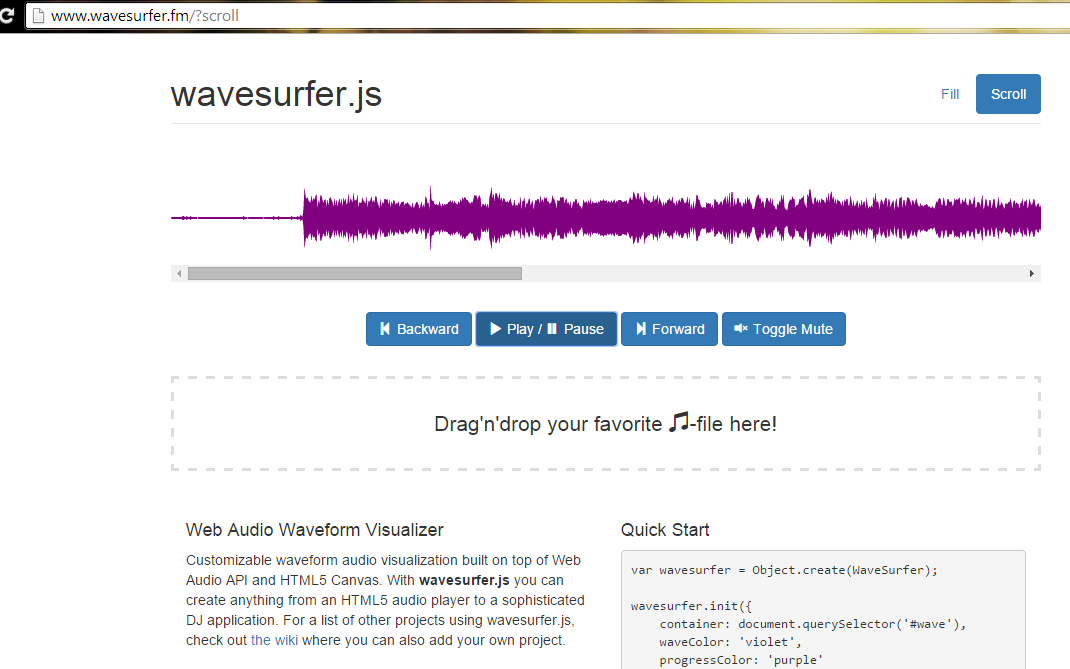 www.wavesurfer.fm/?scroll
wavesurfer.js
Fill
Scroll
Backward
Play / Pause
Forward
Toggle Mute
Drag'n'drop your favorite ♫-file here!
Web Audio Waveform Visualizer
Customizable waveform audio visualization built on top of Web
Audio API and HTML5 Canvas. With wavesurfer.js you can
create anything from an HTML5 audio player to a sophisticated
DJ application. For a list of other projects using wavesurfer.js,
check out the wiki where you can also add your own project.
Quick Start
var wavesurfer = Object.create(WaveSurfer);
wavesurfer.init({
container: document.querySelector('#wave'),
waveColor: 'violet',
progressColor: 'purple'